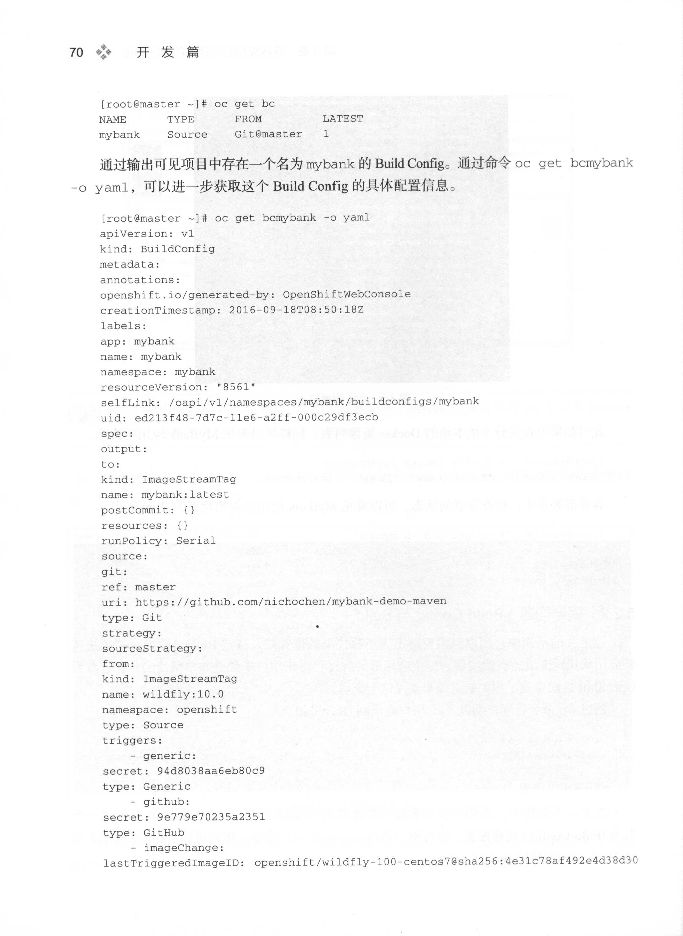 70 开 发 篇
[root@master ~]# oc get bc
NAME TYPE FROM LATEST
mybank Source Git@master 1
通过输出可见项目中存在一个名为 mybank 的 Build Config。通过命令 oc get bcmybank
-o yaml，可以进一步获取这个 Build Config 的具体配置信息。
[root@master ~]# oc get bcmybank -o yaml
apiVersion: v1
kind: BuildConfig
metadata:
annotations:
openshift.io/generated-by: OpenShiftWebConsole
creationTimestamp: 2016-09-18T08:50:18Z
labels:
app: mybank
name: mybank
namespace: mybank
resourceVersion: "8561"
selfLink: /oapi/v1/namespaces/mybank/buildconfigs/mybank
uid: ed213f48-7d7c-11e6-a2ff-000c29df3ecb
spec:
output:
to:
kind: ImageStreamTag
name: mybank:latest
postCommit: {}
resources: {}
runPolicy: Serial
source:
git:
ref: master
uri: https://github.com/nichochen/mybank-demo-maven
type: Git
strategy:
sourceStrategy:
from:
kind: ImageStreamTag
name: wildfly:10.0
namespace: openshift
type: Source
triggers:
- generic:
secret: 94d8038aa6eb80c9
type: Generic
- github:
secret: 9e779e70235a2351
type: GitHub
- imageChange:
lastTriggeredImageID: openshift/wildfly-100-centos7@sha256:4e31c78af492e4d38d30